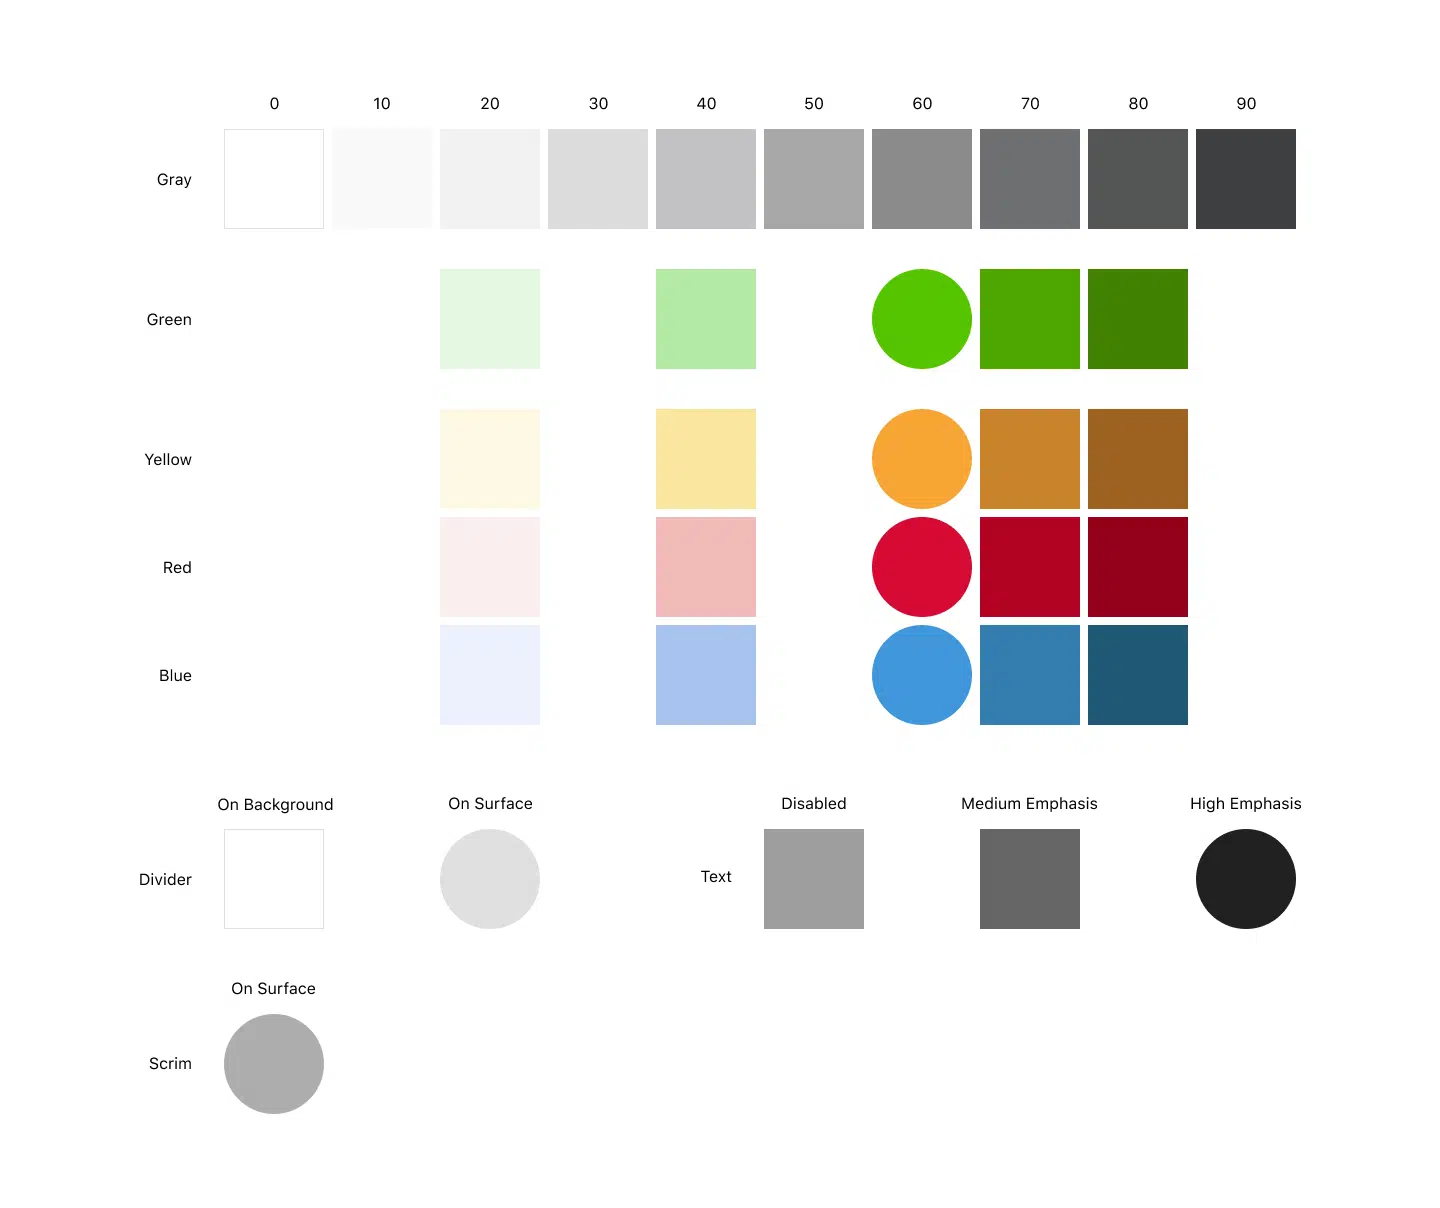 0 10 20 30 40 50 60 70 80 90
Gray
Green
Yellow
Red
Blue
On Background On Surface Disabled Medium Emphasis High Emphasis
Divider Text
On Surface
Scrim